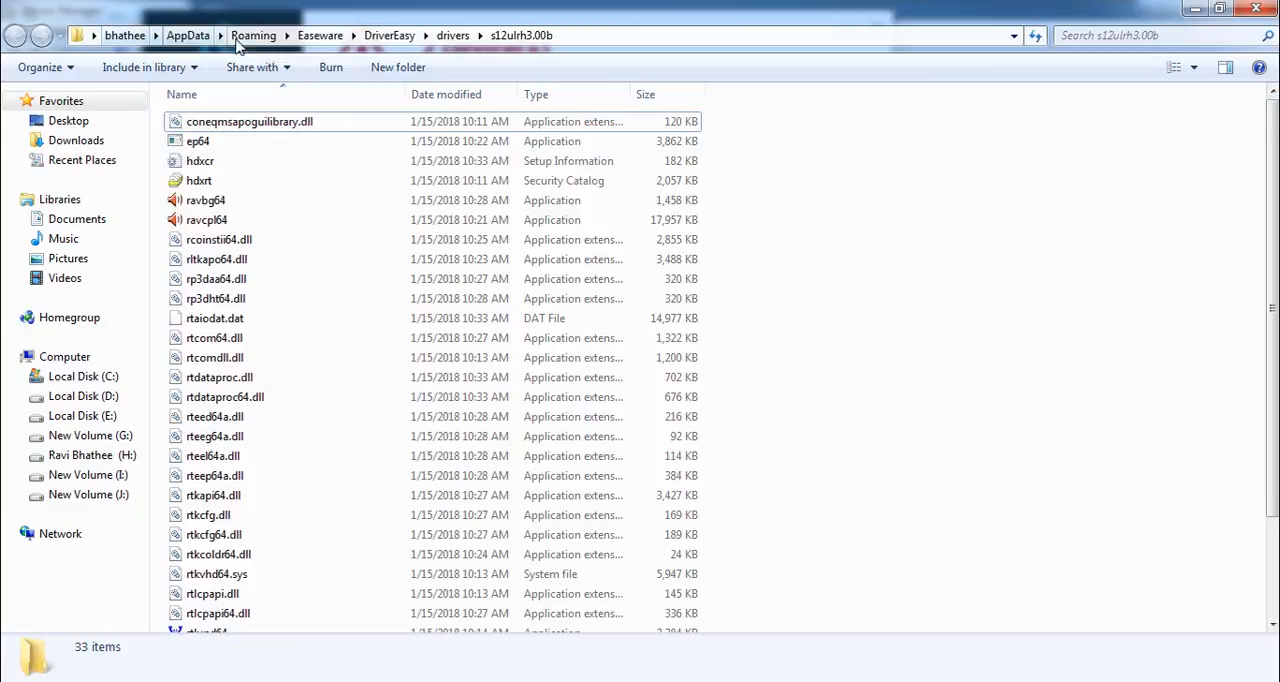 bhathee AppData Roaming Easeware DriverEasy drivers s12ulrh3.00b Search s12ulrh3.00b
Organize Include in library Share with Burn New folder
Favorites
Desktop
Downloads
Recent Places
Libraries
Documents
Music
Pictures
Videos
Homegroup
Computer
Local Disk (C:)
Local Disk (D:)
Local Disk (E:)
New Volume (G:)
Ravi Bhathee (H:)
New Volume (I:)
New Volume (J:)
Network
Name Date modified Type Size
coneqmsapoguilibrary.dll 1/15/2018 10:11 AM Application extens... 120 KB
ep64 1/15/2018 10:22 AM Application 3,862 KB
hdxcr 1/15/2018 10:33 AM Setup Information 182 KB
hdxrt 1/15/2018 10:11 AM Security Catalog 2,057 KB
ravbg64 1/15/2018 10:28 AM Application 1,458 KB
ravcpl64 1/15/2018 10:21 AM Application 17,957 KB
rcoinstii64.dll 1/15/2018 10:25 AM Application extens... 2,855 KB
rltkapo64.dll 1/15/2018 10:23 AM Application extens... 3,488 KB
rp3daa64.dll 1/15/2018 10:27 AM Application extens... 320 KB
rp3dht64.dll 1/15/2018 10:28 AM Application extens... 320 KB
rtaiodat.dat 1/15/2018 10:33 AM DAT File 14,977 KB
rtcom64.dll 1/15/2018 10:27 AM Application extens... 1,322 KB
rtcomdll.dll 1/15/2018 10:13 AM Application extens... 1,200 KB
rtdataproc.dll 1/15/2018 10:33 AM Application extens... 702 KB
rtdataproc64.dll 1/15/2018 10:33 AM Application extens... 676 KB
rteed64a.dll 1/15/2018 10:28 AM Application extens... 216 KB
rteeg64a.dll 1/15/2018 10:28 AM Application extens... 92 KB
rteel64a.dll 1/15/2018 10:28 AM Application extens... 114 KB
rteep64a.dll 1/15/2018 10:28 AM Application extens... 384 KB
rtkapi64.dll 1/15/2018 10:27 AM Application extens... 3,427 KB
rtkcfg.dll 1/15/2018 10:27 AM Application extens... 169 KB
rtkcfg64.dll 1/15/2018 10:27 AM Application extens... 189 KB
rtkcoldr64.dll 1/15/2018 10:24 AM Application extens... 24 KB
rtkvhd64.sys 1/15/2018 10:13 AM System file 5,947 KB
rtlcpapi.dll 1/15/2018 10:13 AM Application extens... 145 KB
rtlcpapi64.dll 1/15/2018 10:27 AM Application extens... 336 KB
33 items